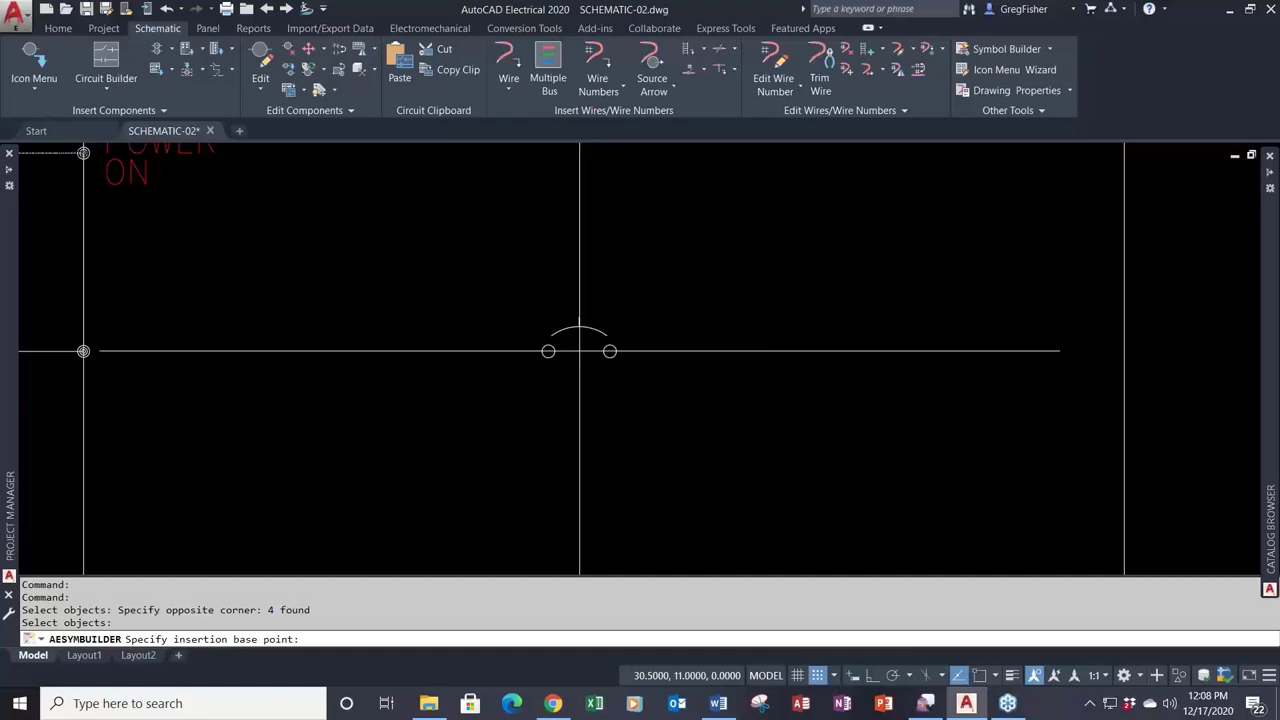 AutoCAD Electrical 2020 SCHEMATIC-02.dwg
Type a keyword or phrase
GregFisher
Home Project Schematic Panel Reports Import/Export Data Electromechanical Conversion Tools Add-ins Collaborate Express Tools Featured Apps
Icon Menu
Circuit Builder
Insert Components
Edit
Edit Components
Paste
Cut
Copy Clip
Circuit Clipboard
Wire
Multiple Bus
Wire Numbers
Source Arrow
Insert Wires/Wire Numbers
Edit Wire Number
Trim Wire
Edit Wires/Wire Numbers
Symbol Builder
Icon Menu Wizard
Drawing Properties
Other Tools
Start
SCHEMATIC-02*
POWER
ON
PROJECT MANAGER
CATALOG BROWSER
Command:
Command:
Select objects: Specify opposite corner: 4 found
Select objects:
AESYMBUILDER Specify insertion base point:
Model Layout1 Layout2
30.5000, 11.0000, 0.0000 MODEL
1:1
Type here to search
12:08 PM
12/17/2020
22